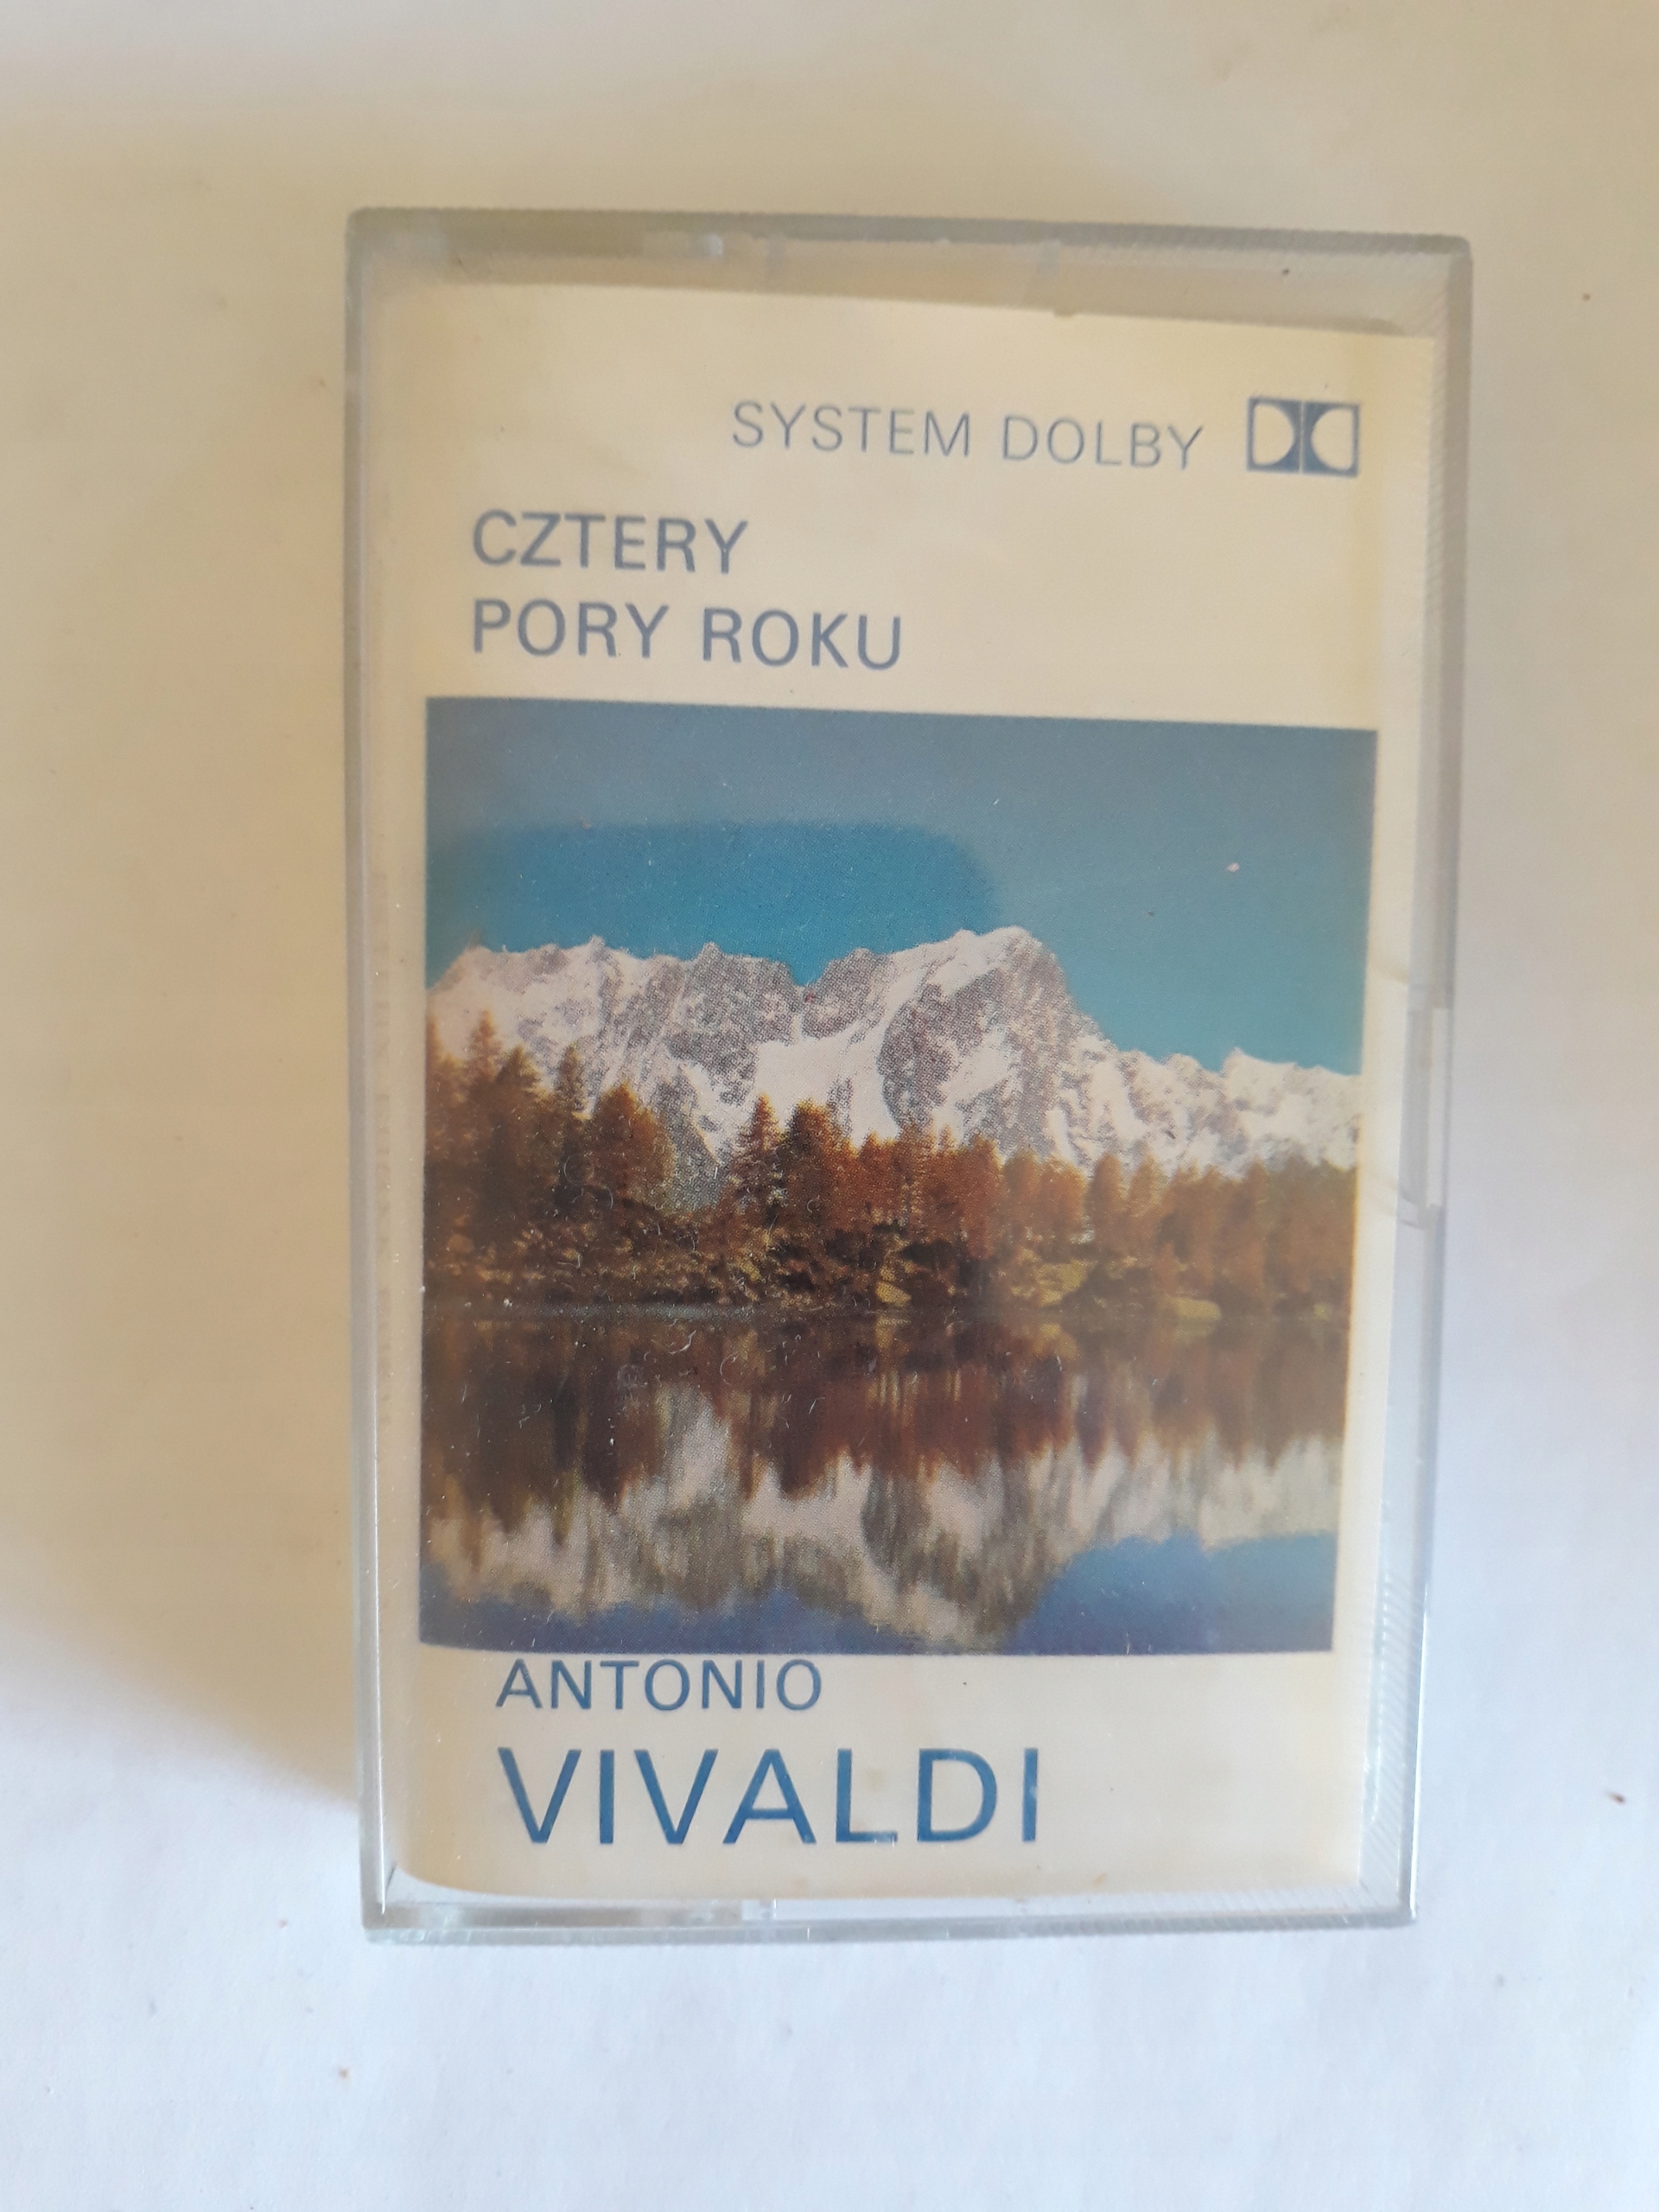 SYSTEM DOLBY
CZTERY
PORY ROKU
ANTONIO
VIVALDI